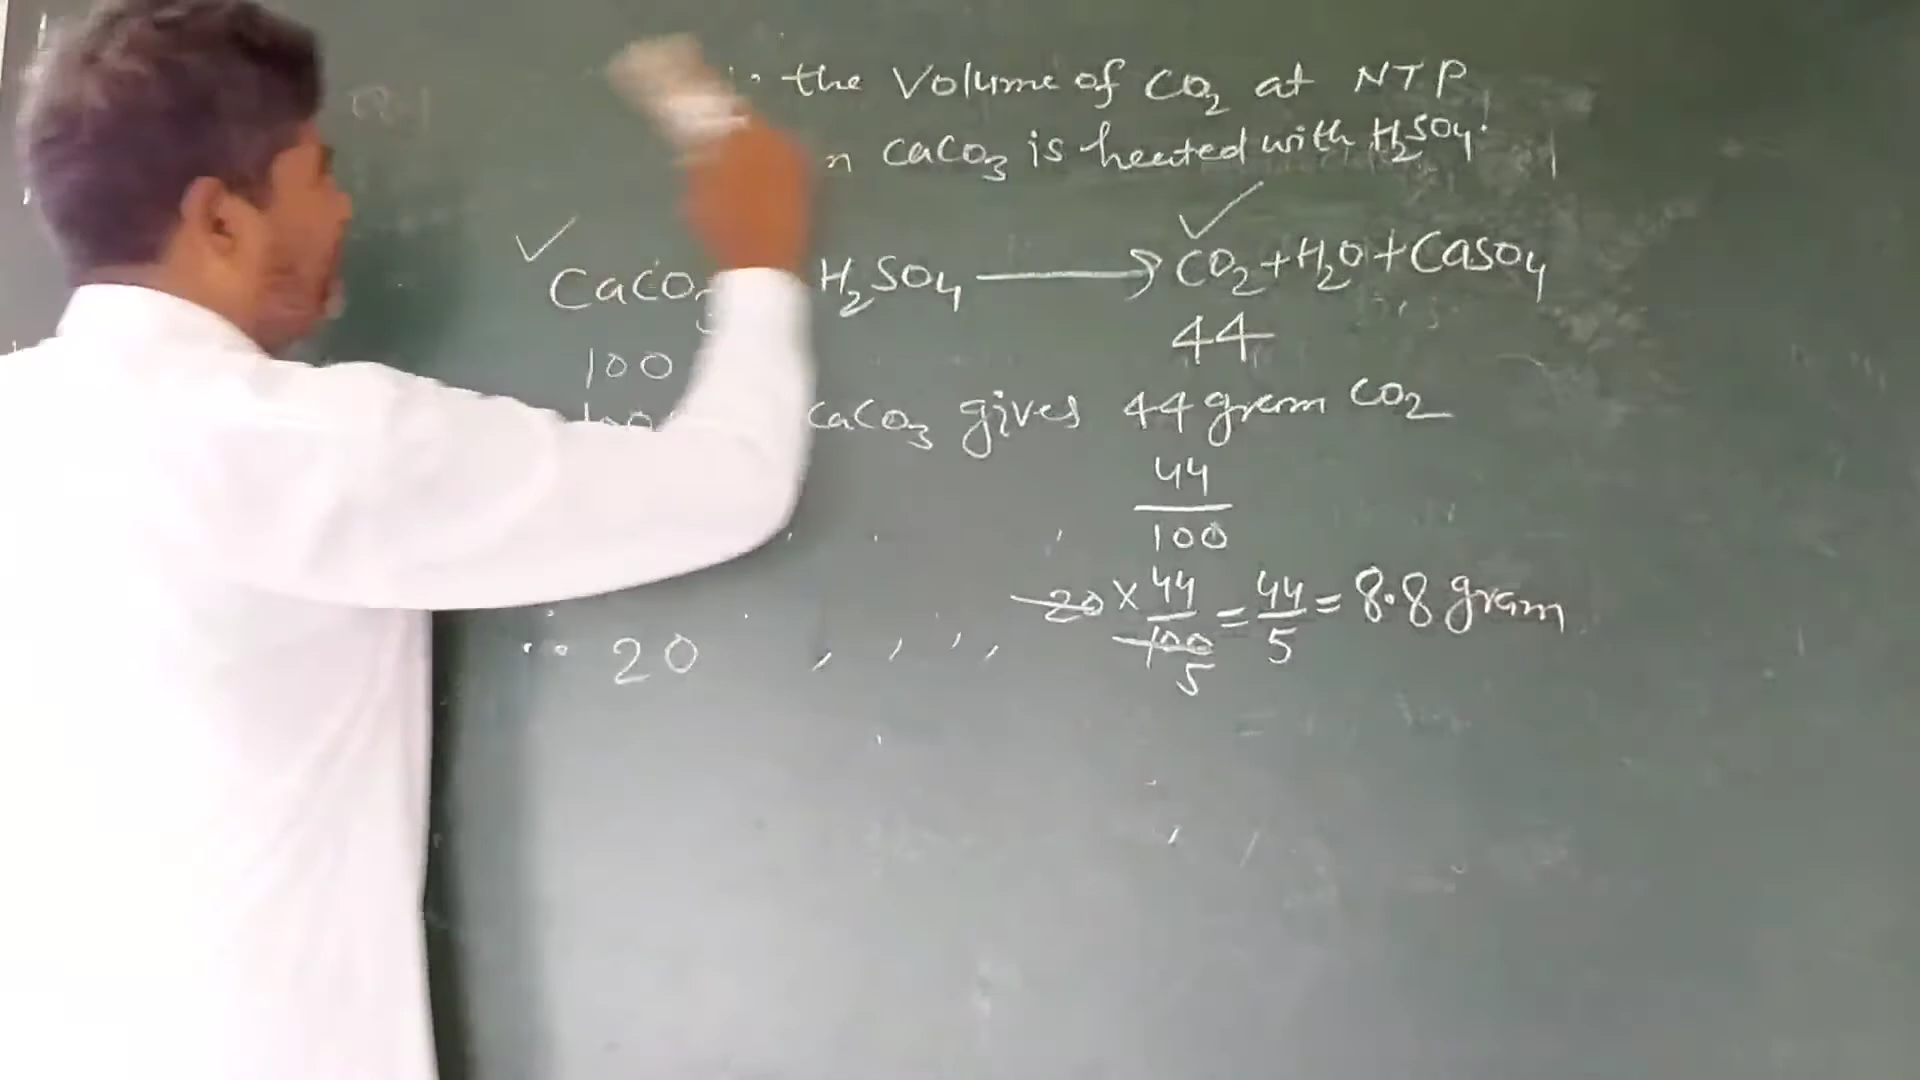 the Volume of CO₂ at NTP
n CaCO₃ is heated with H₂SO₄.
✓ ✓
CaCO₃ H₂SO₄ ⟶ CO₂ + H₂O + CaSO₄
100 44
100 CaCO₃ gives 44 gram CO₂
44
100
20 × 44/100 = 44/5 = 8.8 gram
5
∴ 20 , , , ,